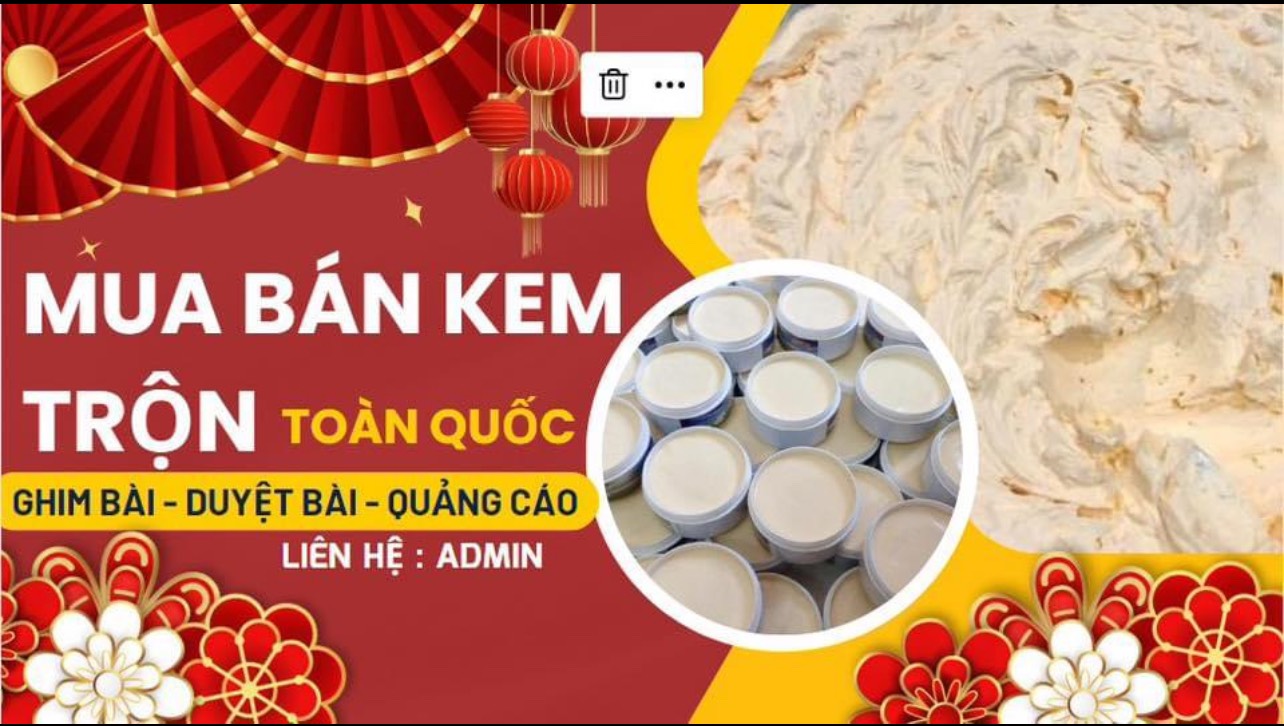 MUA BÁN KEM
TRỘN TOÀN QUỐC
GHIM BÀI - DUYỆT BÀI - QUẢNG CÁO
LIÊN HỆ : ADMIN